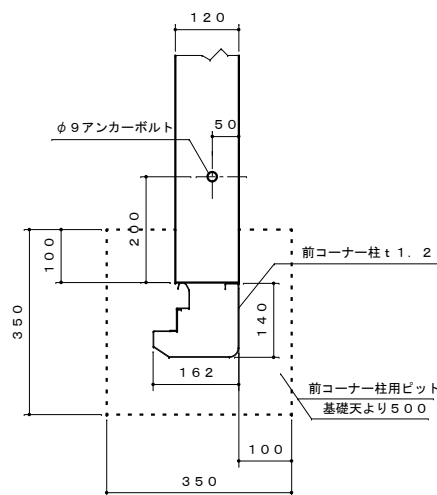 １２０
５０
φ９アンカーボルト
２００
１００
３５０
前コーナー柱ｔ１．２
１４０
１６２
前コーナー柱用ピット
基礎天より５００
１００
３５０